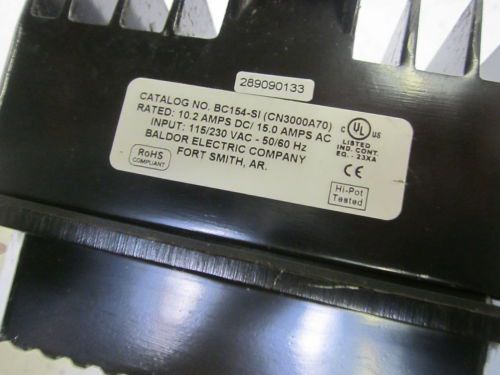 289090133
CATALOG NO. BC154-SI (CN3000A70)
RATED: 10.2 AMPS DC/ 15.0 AMPS AC
INPUT: 115/230 VAC - 50/60 Hz
BALDOR ELECTRIC COMPANY
FORT SMITH, AR.
RoHS
COMPLIANT
C UL US
LISTED
IND. CONT.
EQ. - 23XA
CE
Hi-Pot
Tested